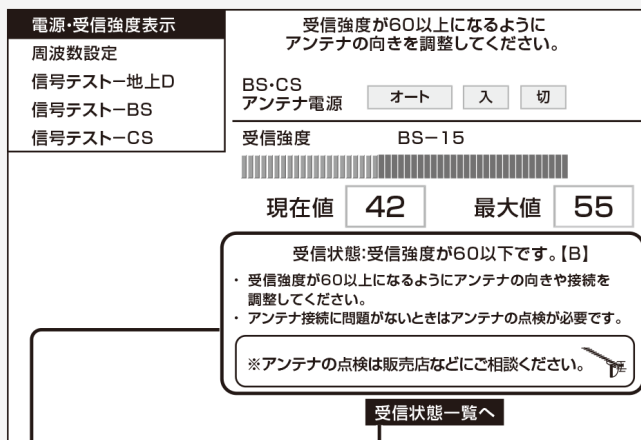 電源・受信強度表示
周波数設定
信号テストー地上D
信号テストーBS
信号テストーCS
受信強度が60以上になるように
アンテナの向きを調整してください。
BS・CS
アンテナ電源
オート
入
切
受信強度
BS−15
現在値
42
最大値
55
受信状態:受信強度が60以下です。【B】
・ 受信強度が60以上になるようにアンテナの向きや接続を
調整してください。
・ アンテナ接続に問題がないときはアンテナの点検が必要です。
※アンテナの点検は販売店などにご相談ください。
受信状態一覧へ